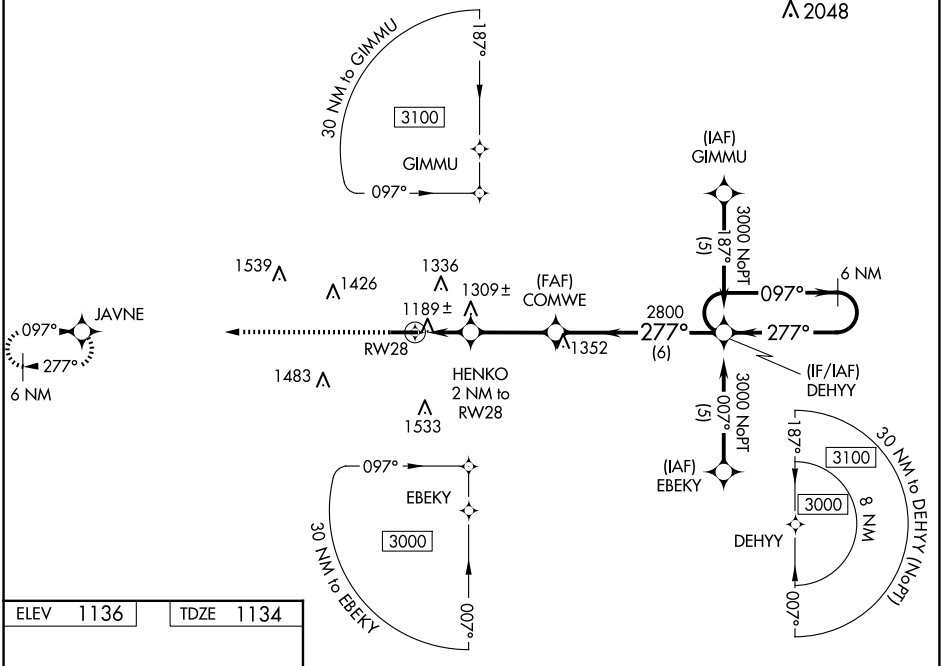 2048
30 NM to GIMMU
187°
3100
GIMMU
097°
(IAF)
GIMMU
3000 NoPT
187°
(5)
6 NM
097°
277°
1539
1426
1336
1309±
1189±
(FAF)
COMWE
2800
277°
(6)
1352
097°
JAVNE
277°
6 NM
RW28
HENKO
2 NM to
RW28
1483
1533
(IF/IAF)
DEHYY
3000 NoPT
007°
(5)
(IAF)
EBEKY
097°
EBEKY
3000
30 NM to EBEKY
007°
187°
30 NM to DEHYY (NoPT)
3100
3000
8 NM
DEHYY
007°
ELEV 1136
TDZE 1134